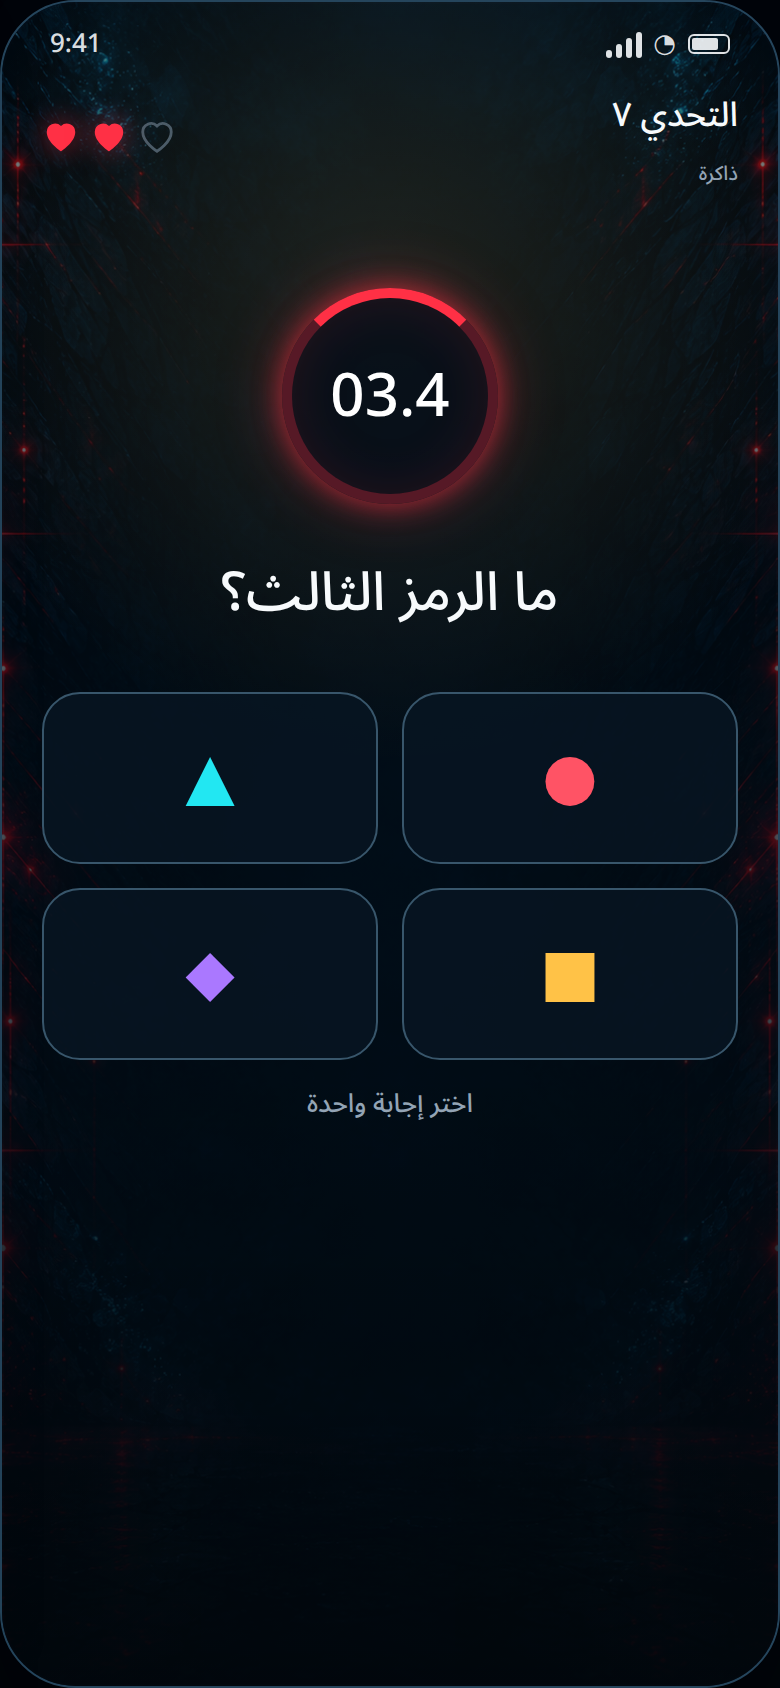 9:41
التحدي ٧
ذاكرة
03.4
ما الرمز الثالث؟
اختر إجابة واحدة